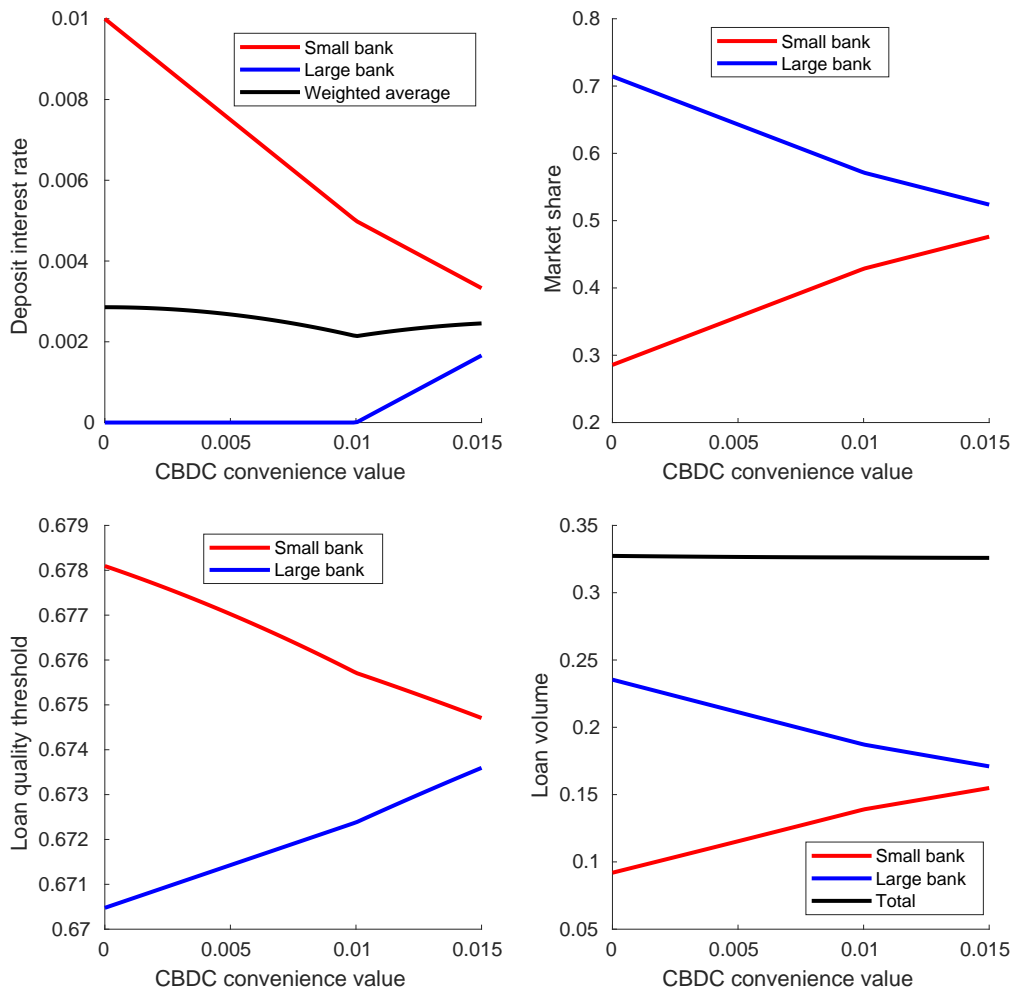 0.01
0.008
0.006
0.004
0.002
0
Deposit interest rate
Small bank
Large bank
Weighted average
0
0.005
0.01
0.015
CBDC convenience value
0.8
0.7
0.6
0.5
0.4
0.3
0.2
Market share
Small bank
Large bank
0
0.005
0.01
0.015
CBDC convenience value
0.679
0.678
0.677
0.676
0.675
0.674
0.673
0.672
0.671
0.67
Loan quality threshold
Small bank
Large bank
0
0.005
0.01
0.015
CBDC convenience value
0.35
0.3
0.25
0.2
0.15
0.1
0.05
Loan volume
Small bank
Large bank
Total
0
0.005
0.01
0.015
CBDC convenience value